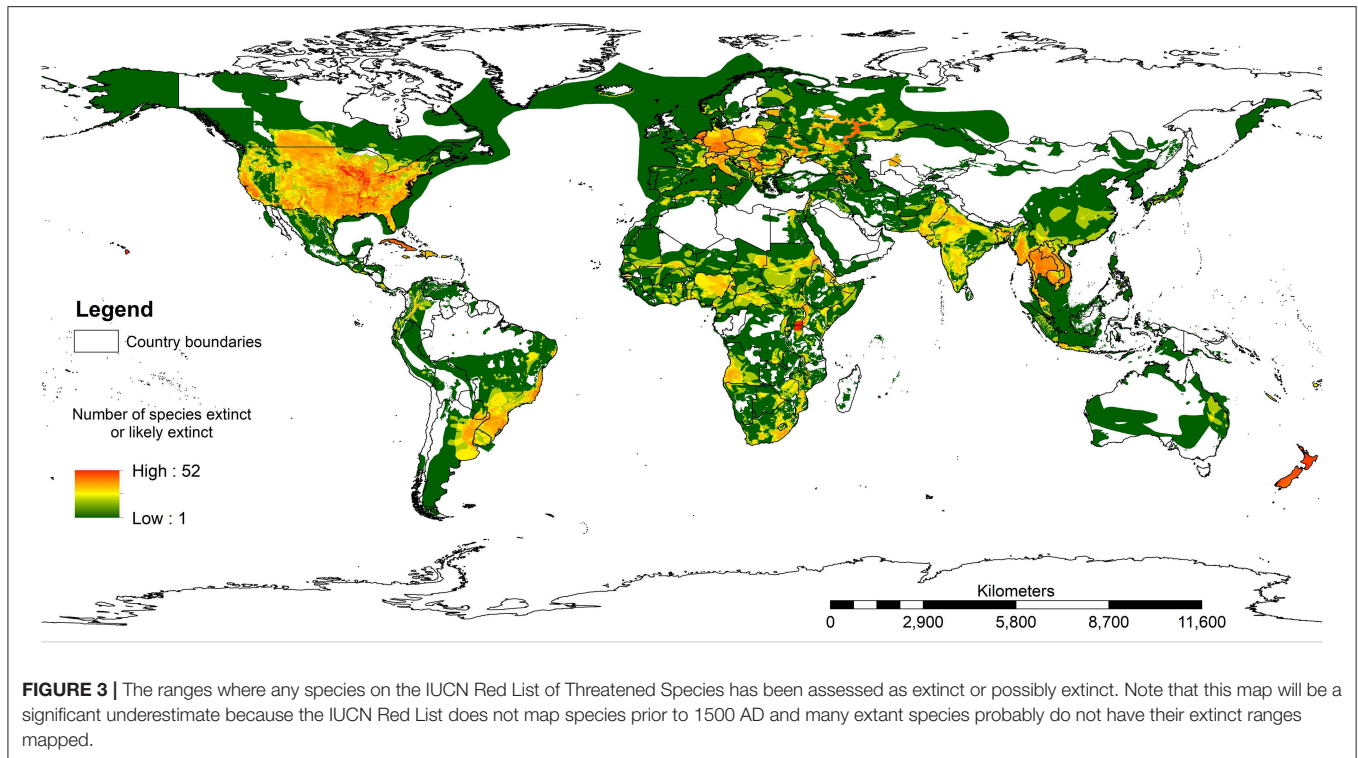 Legend
Country boundaries
Number of species extinct
or likely extinct
High : 52
Low : 1
Kilometers
0 2,900 5,800 8,700 11,600
FIGURE 3 | The ranges where any species on the IUCN Red List of Threatened Species has been assessed as extinct or possibly extinct. Note that this map will be a
significant underestimate because the IUCN Red List does not map species prior to 1500 AD and many extant species probably do not have their extinct ranges
mapped.